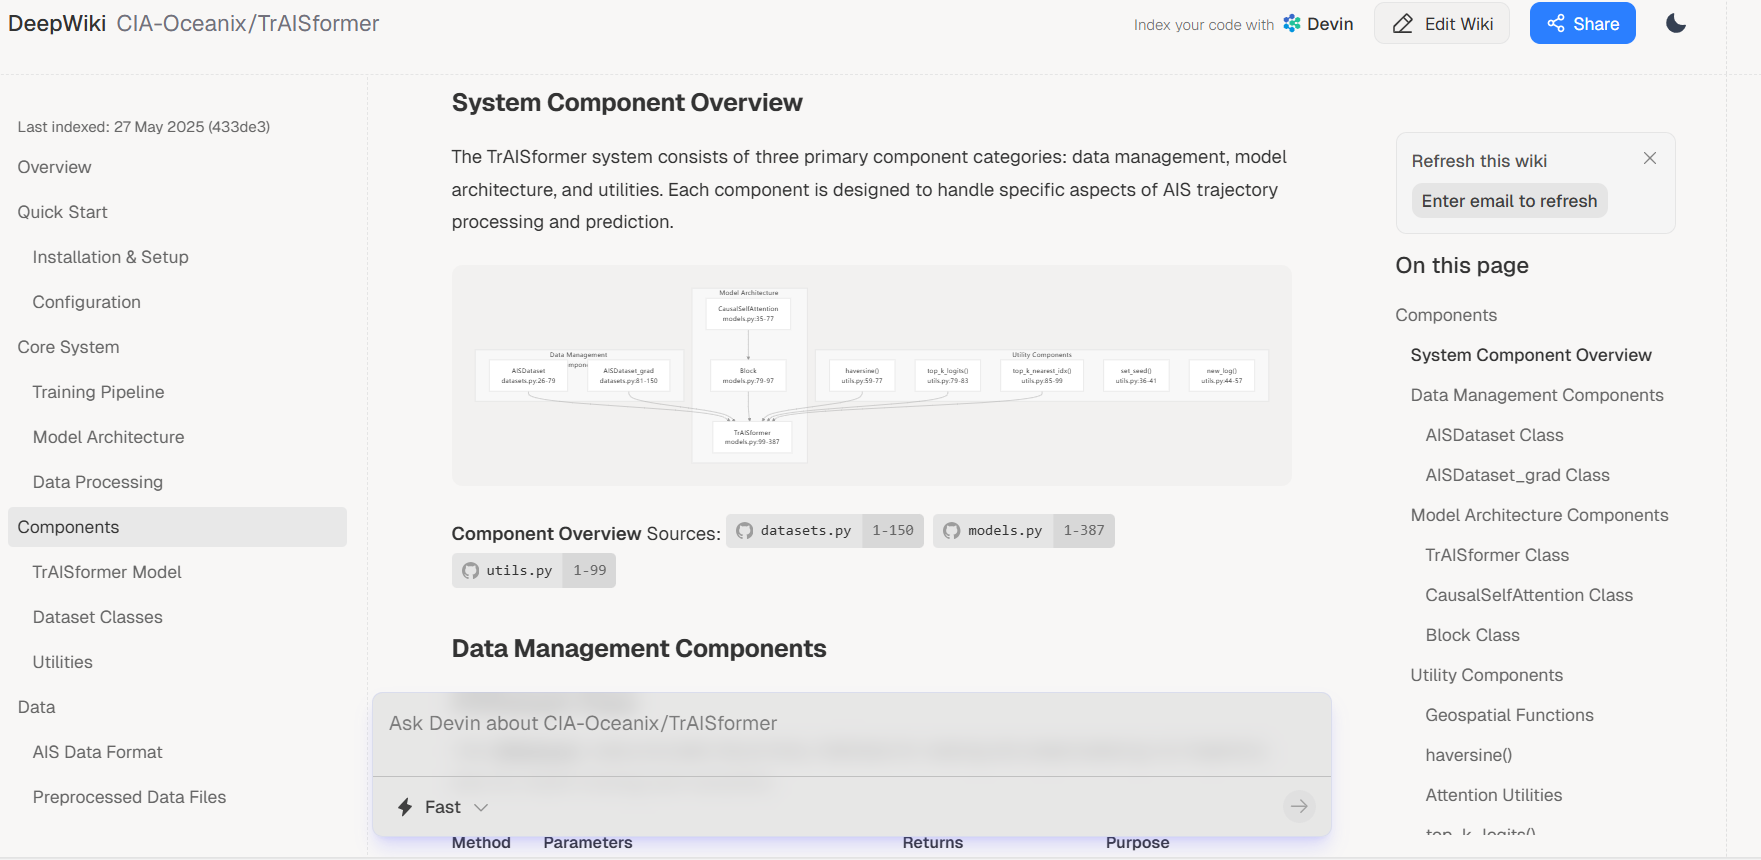 DeepWiki CIA-Oceanix/TrAISformer
Index your code with Devin
Edit Wiki
Share
Last indexed: 27 May 2025 (433de3)
Overview
Quick Start
Installation & Setup
Configuration
Core System
Training Pipeline
Model Architecture
Data Processing
Components
TrAISformer Model
Dataset Classes
Utilities
Data
AIS Data Format
Preprocessed Data Files
System Component Overview
The TrAISformer system consists of three primary component categories: data management, model
architecture, and utilities. Each component is designed to handle specific aspects of AIS trajectory
processing and prediction.
Model Architecture
CausalSelfAttention
models.py:35-77
Data Management
AISDataset
datasets.py:26-79
AISDataset_grad
datasets.py:81-150
Block
models.py:79-97
Utility Components
haversine()
utils.py:59-77
top_k_logits()
utils.py:79-83
top_k_nearest_idx()
utils.py:85-99
set_seed()
utils.py:36-41
new_log()
utils.py:44-57
TrAISformer
models.py:99-387
Component Overview Sources: datasets.py 1-150 models.py 1-387
utils.py 1-99
Data Management Components
Ask Devin about CIA-Oceanix/TrAISformer
Fast
Method Parameters Returns Purpose
Refresh this wiki
Enter email to refresh
On this page
Components
System Component Overview
Data Management Components
AISDataset Class
AISDataset_grad Class
Model Architecture Components
TrAISformer Class
CausalSelfAttention Class
Block Class
Utility Components
Geospatial Functions
haversine()
Attention Utilities
top_k_logits()